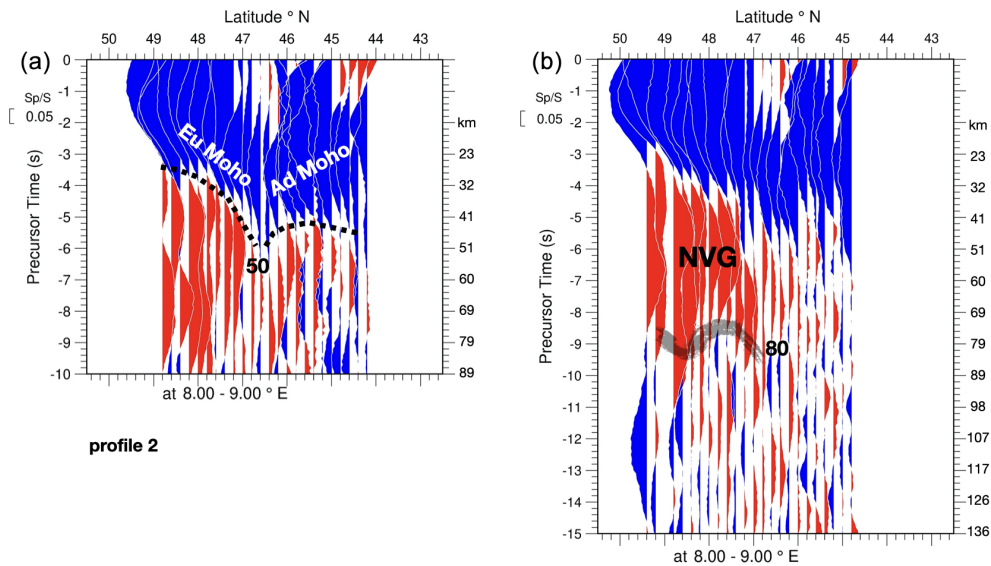 Latitude ° N
50 49 48 47 46 45 44 43
(a)
Sp/S
0.05
Precursor Time (s)
0
-1
-2
-3
-4
-5
-6
-7
-8
-9
-10
km
23
32
41
51
60
69
79
89
Eu Moho
Ad Moho
50
at 8.00 - 9.00 ° E
profile 2
Latitude ° N
50 49 48 47 46 45 44 43
(b)
Sp/S
0.05
Precursor Time (s)
0
-1
-2
-3
-4
-5
-6
-7
-8
-9
-10
-11
-12
-13
-14
-15
km
23
32
41
51
60
69
79
89
98
107
117
126
136
NVG
80
at 8.00 - 9.00 ° E